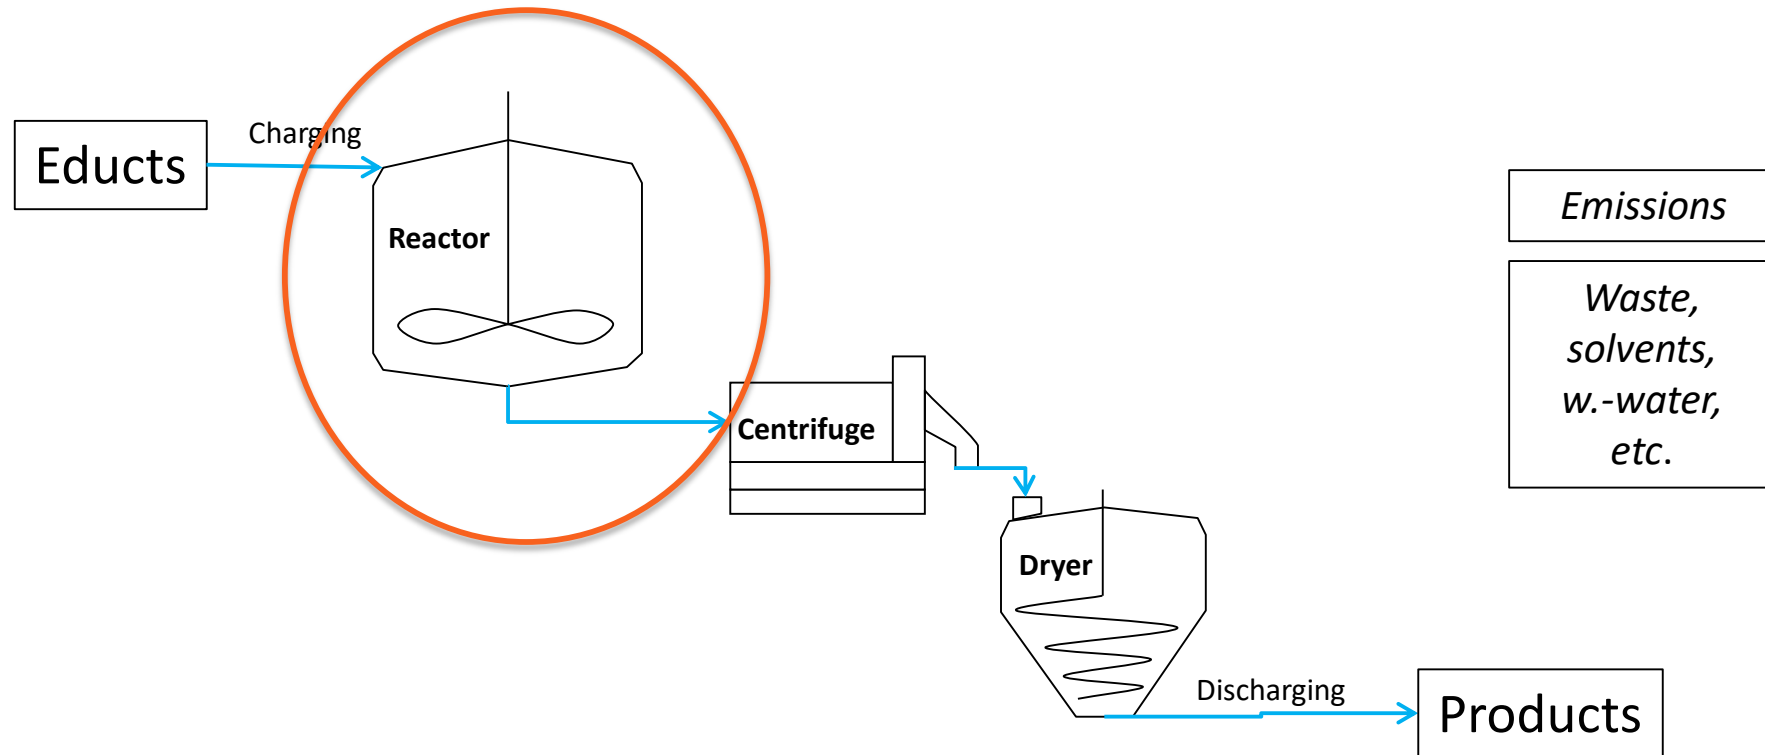 Charging
Educts
Reactor
Emissions
Waste,
solvents,
w.-water,
etc.
Centrifuge
Dryer
Discharging
Products